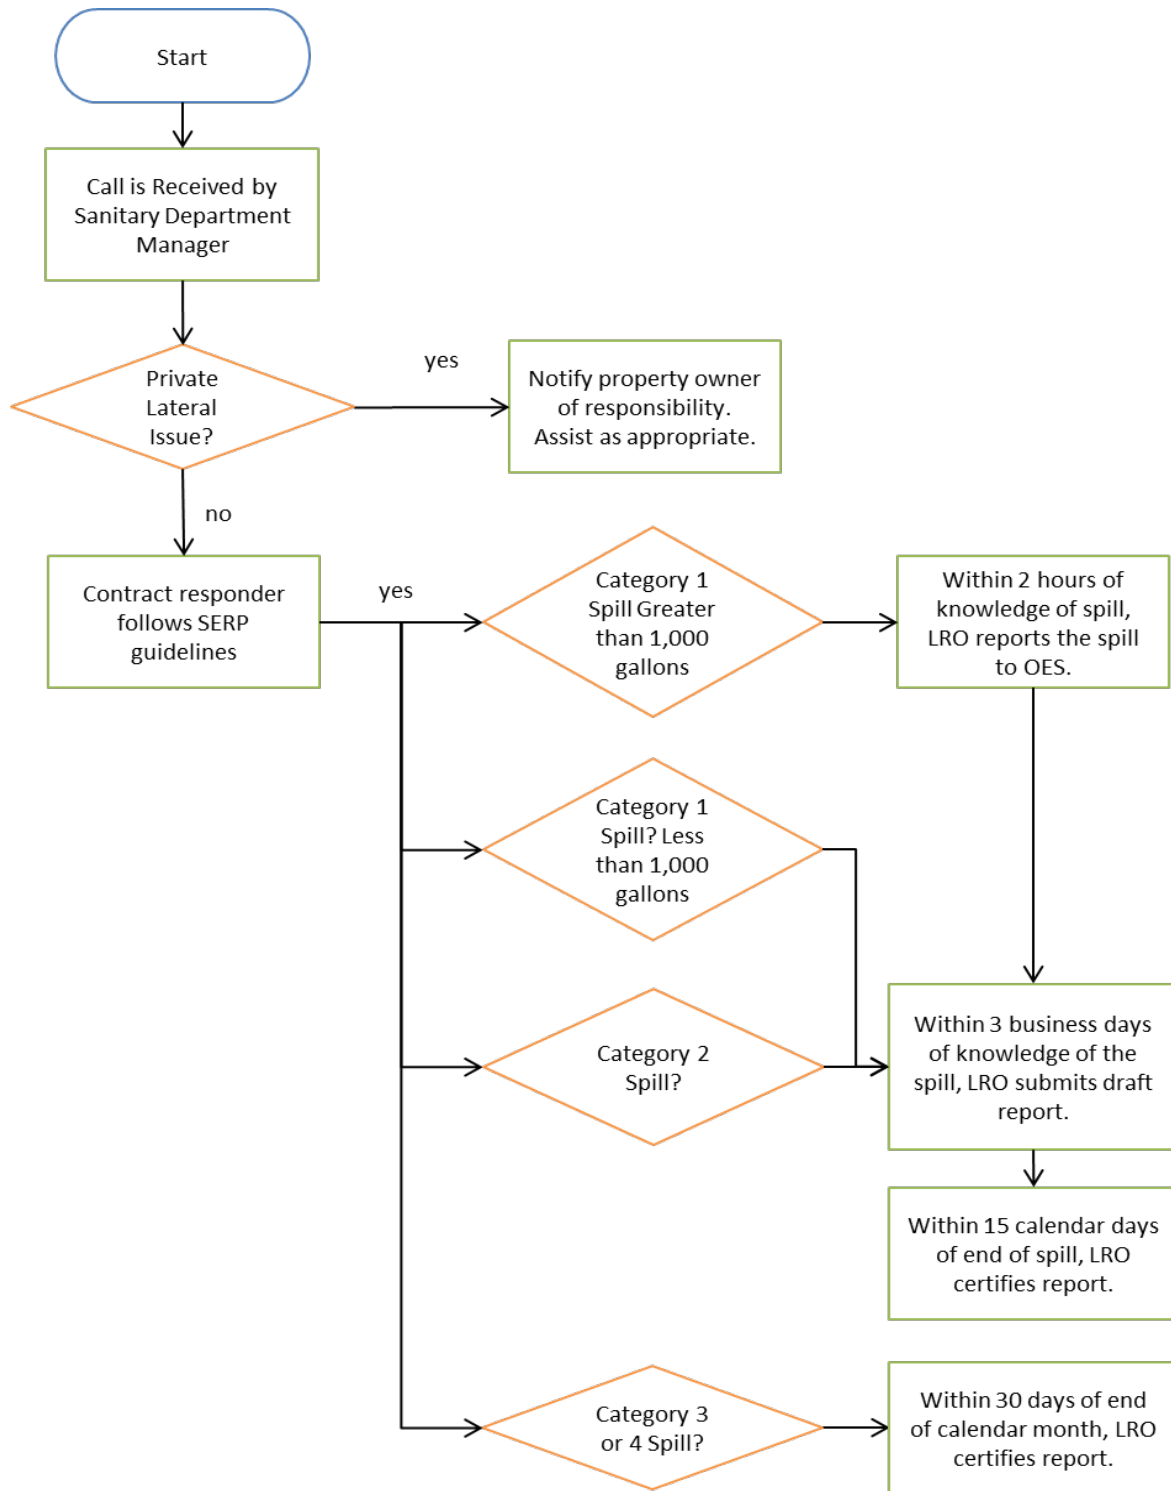 Start
Call is Received by
Sanitary Department
Manager
Private
Lateral
Issue?
yes
Notify property owner
of responsibility.
Assist as appropriate.
no
Contract responder
follows SERP
guidelines
yes
Category 1
Spill Greater
than 1,000
gallons
Within 2 hours of
knowledge of spill,
LRO reports the spill
to OES.
Category 1
Spill? Less
than 1,000
gallons
Category 2
Spill?
Within 3 business days
of knowledge of the
spill, LRO submits draft
report.
Within 15 calendar days
of end of spill, LRO
certifies report.
Category 3
or 4 Spill?
Within 30 days of end
of calendar month, LRO
certifies report.